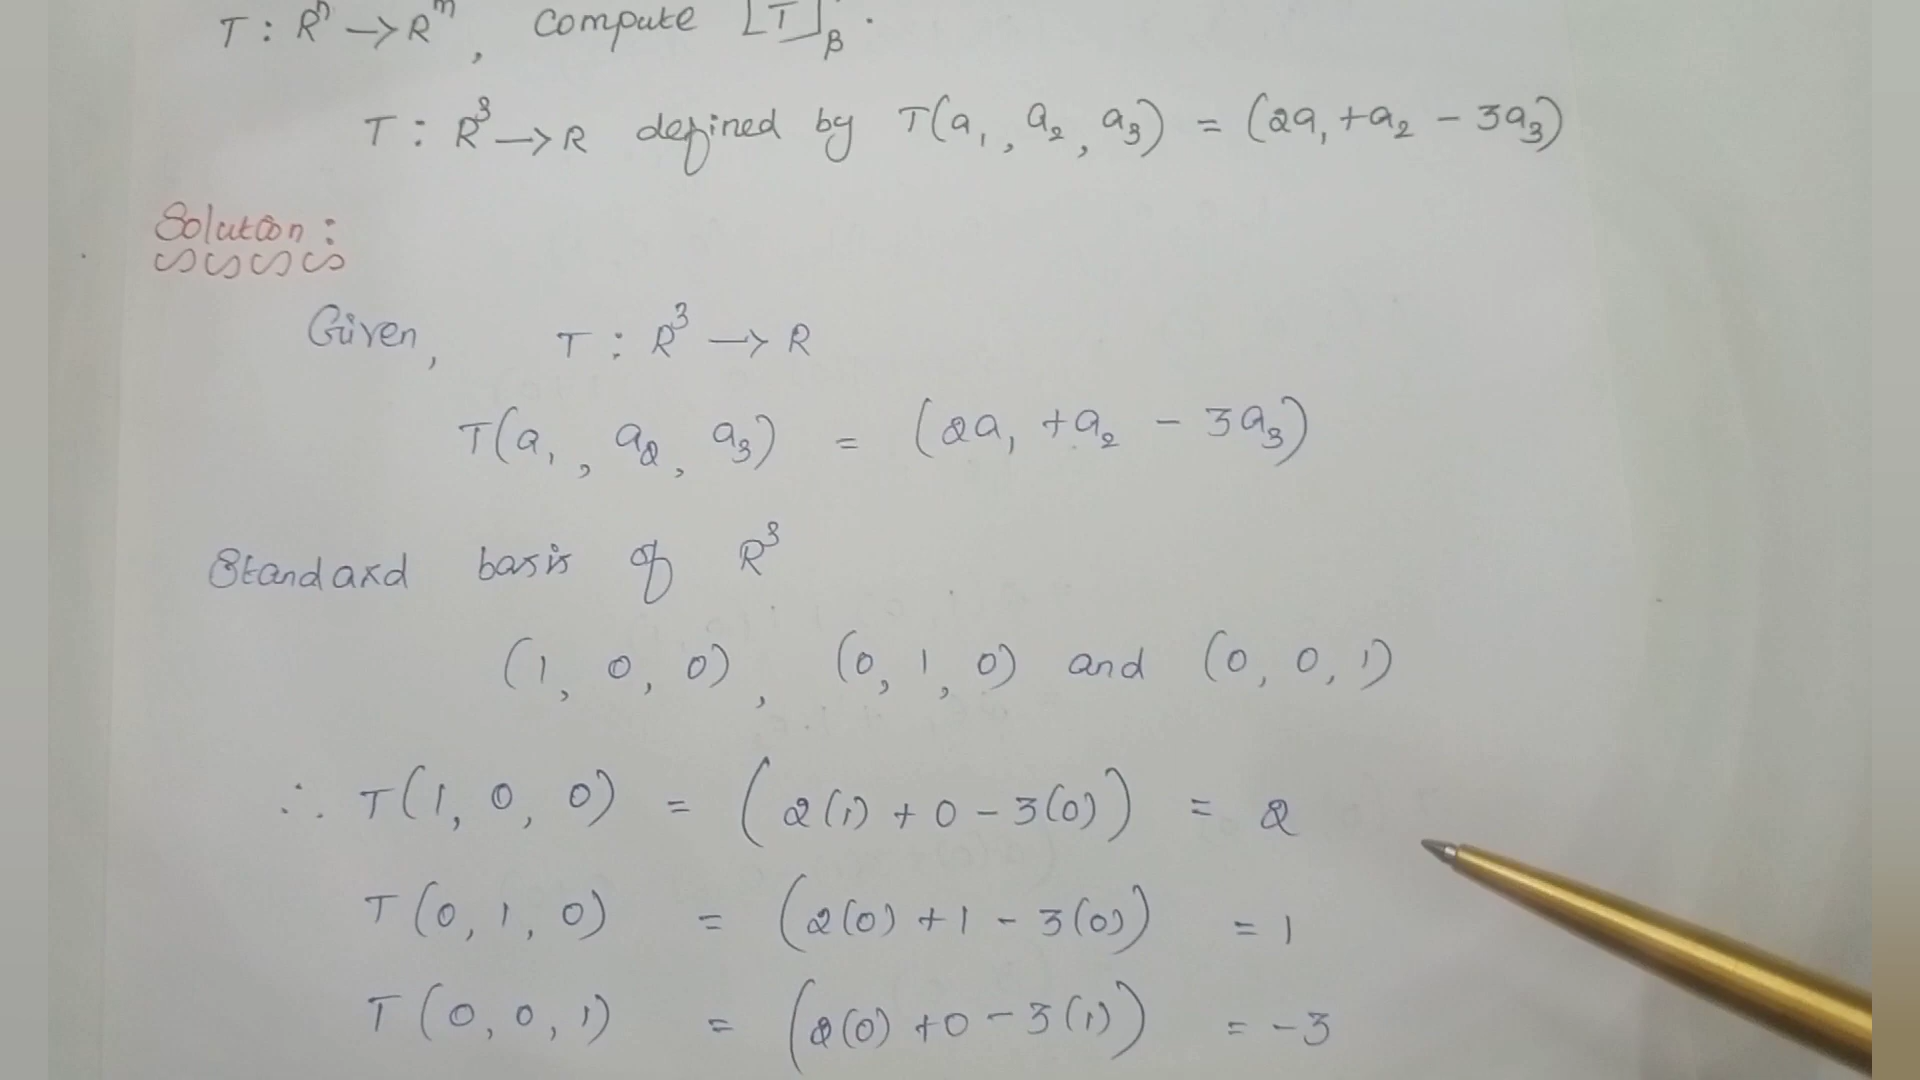 T : Rⁿ → Rᵐ, compute [T]ᵦ.
T : R³ → R defined by T(a₁, a₂, a₃) = (2a₁ + a₂ - 3a₃)
Solution:
Given, T : R³ → R
T(a₁, a₂, a₃) = (2a₁ + a₂ - 3a₃)
Standard basis of R³
(1, 0, 0), (0, 1, 0) and (0, 0, 1)
∴ T(1, 0, 0) = (2(1) + 0 - 3(0)) = 2
T(0, 1, 0) = (2(0) + 1 - 3(0)) = 1
T(0, 0, 1) = (2(0) + 0 - 3(1)) = -3